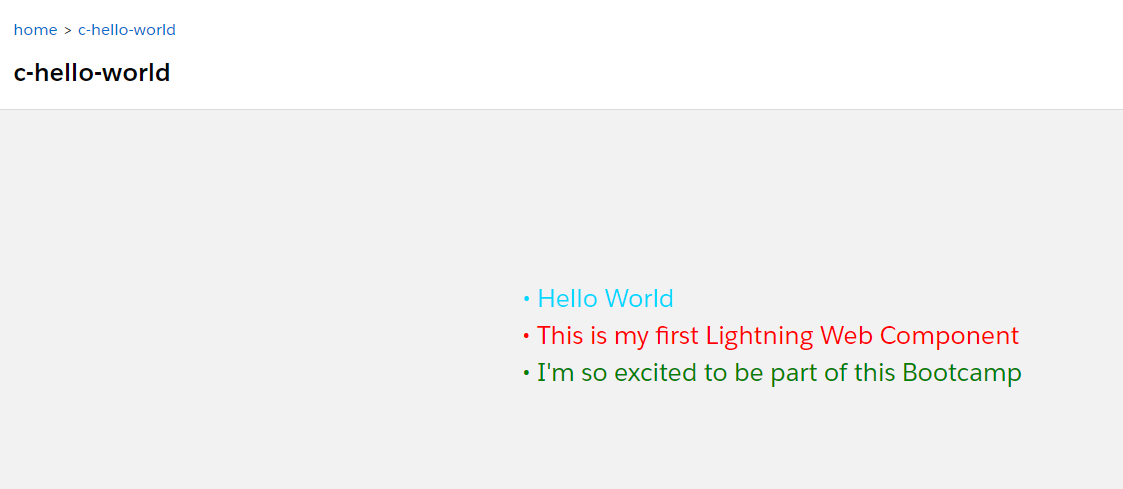 home > c-hello-world
c-hello-world
• Hello World
• This is my first Lightning Web Component
• I'm so excited to be part of this Bootcamp